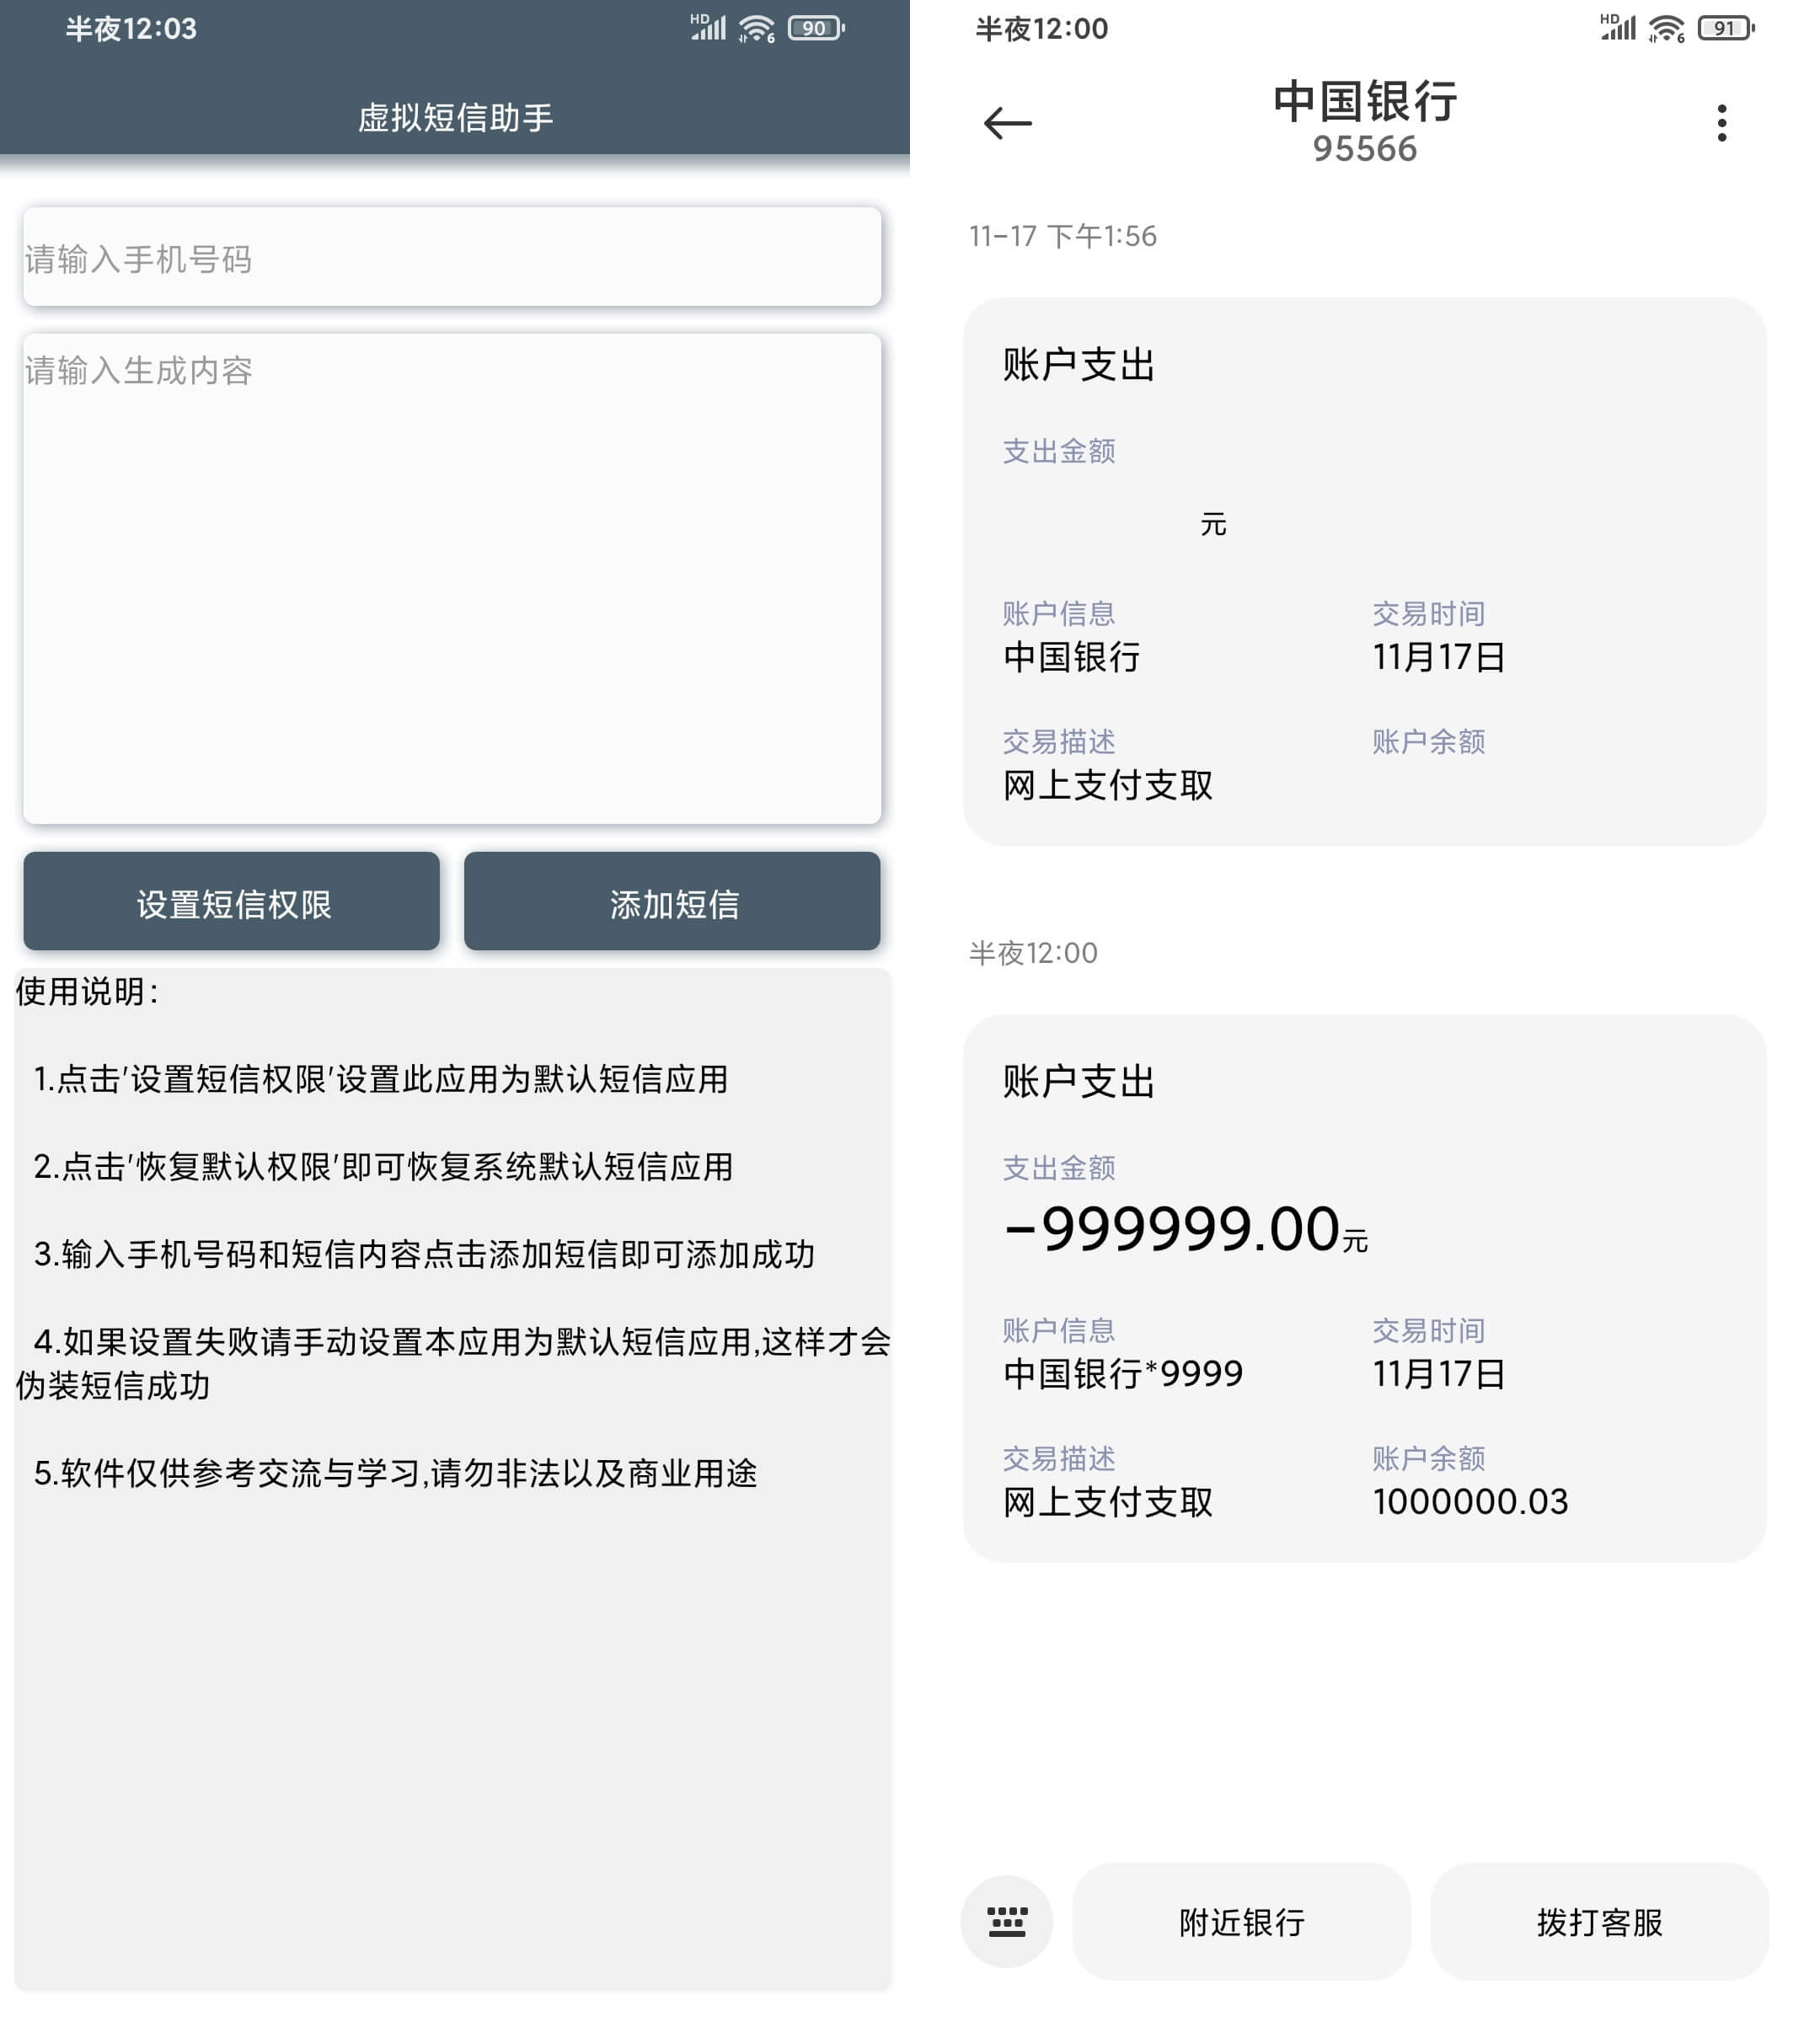 半夜12:03
HD
6
90
虚拟短信助手
请输入手机号码
请输入生成内容
设置短信权限
添加短信
使用说明：
1.点击'设置短信权限'设置此应用为默认短信应用
2.点击'恢复默认权限'即可恢复系统默认短信应用
3.输入手机号码和短信内容点击添加短信即可添加成功
4.如果设置失败请手动设置本应用为默认短信应用,这样才会
伪装短信成功
5.软件仅供参考交流与学习,请勿非法以及商业用途
半夜12:00
HD
6
91
中国银行
95566
11-17 下午1:56
账户支出
支出金额
元
账户信息
交易时间
中国银行
11月17日
交易描述
账户余额
网上支付支取
半夜12:00
账户支出
支出金额
-999999.00元
账户信息
交易时间
中国银行*9999
11月17日
交易描述
账户余额
网上支付支取
1000000.03
附近银行
拨打客服